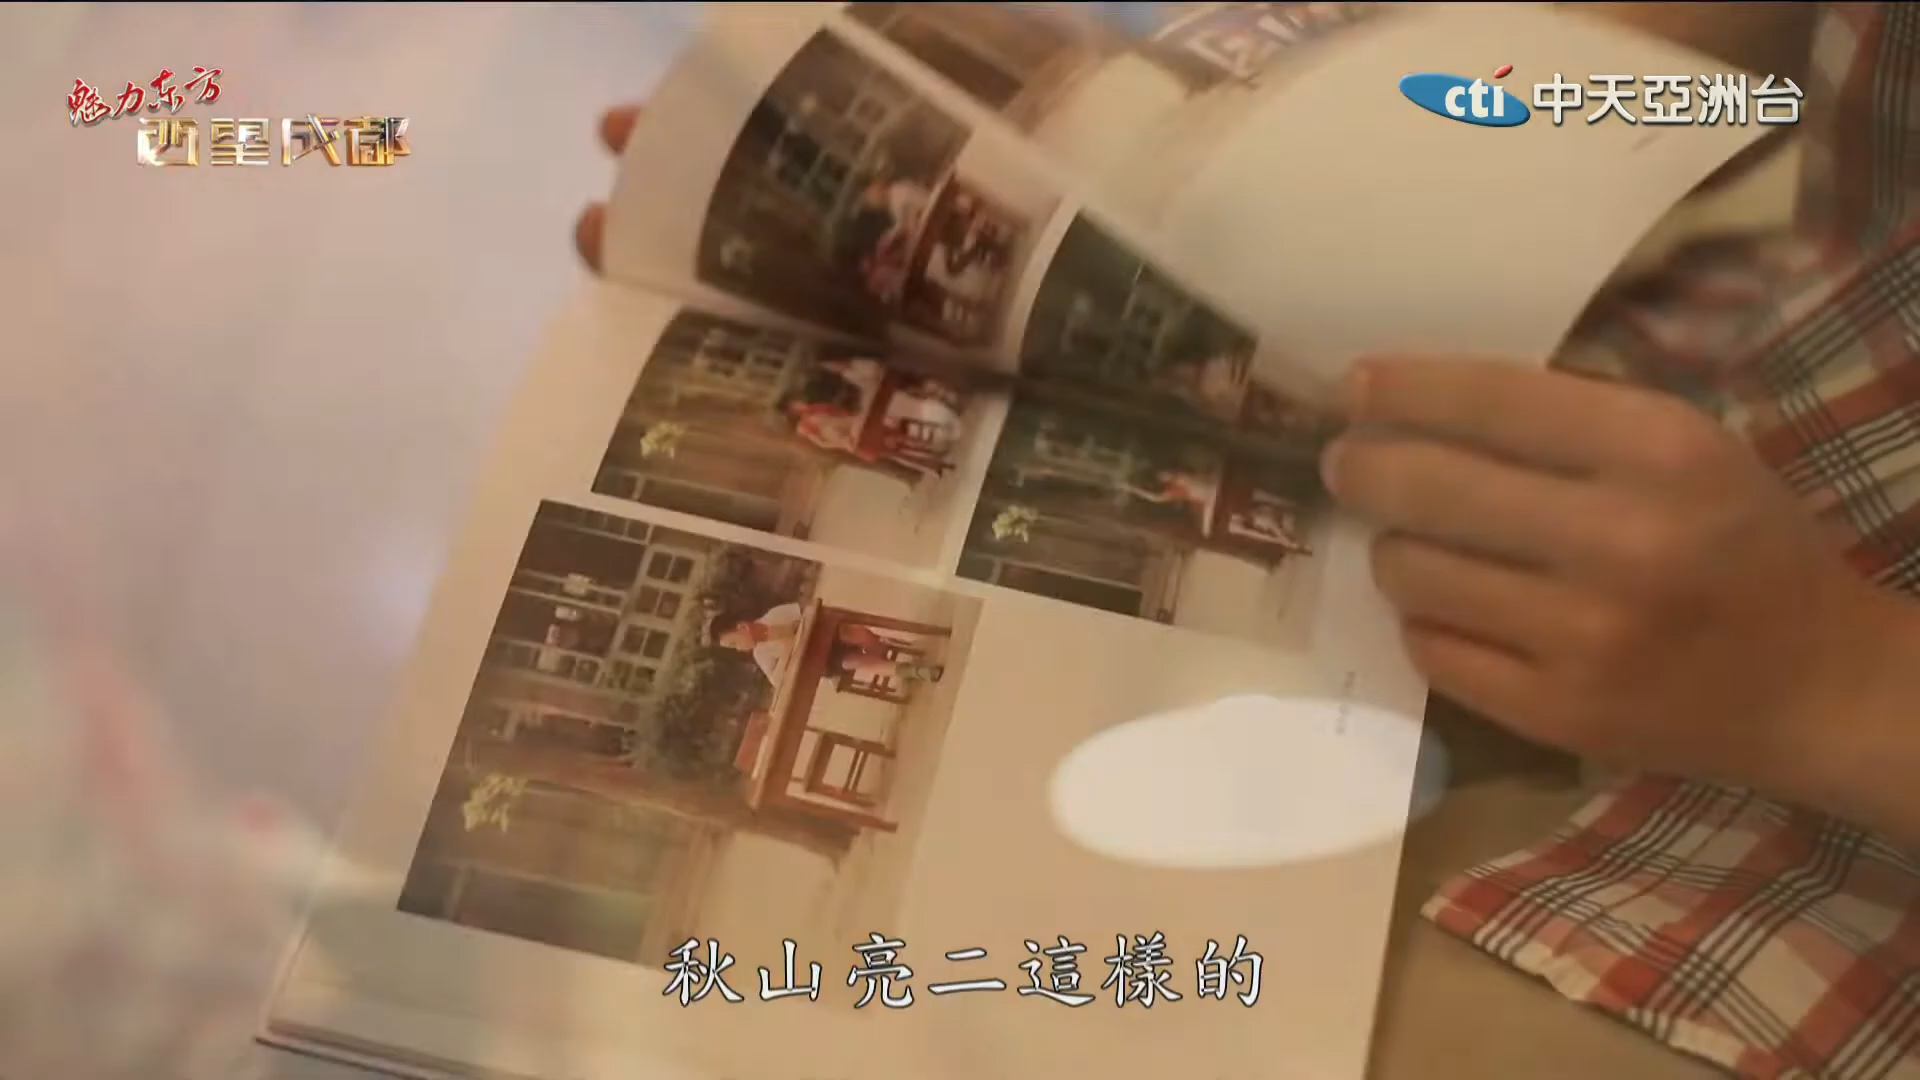 魅力东方
西望成都
cti 中天亞洲台
秋山亮二這樣的